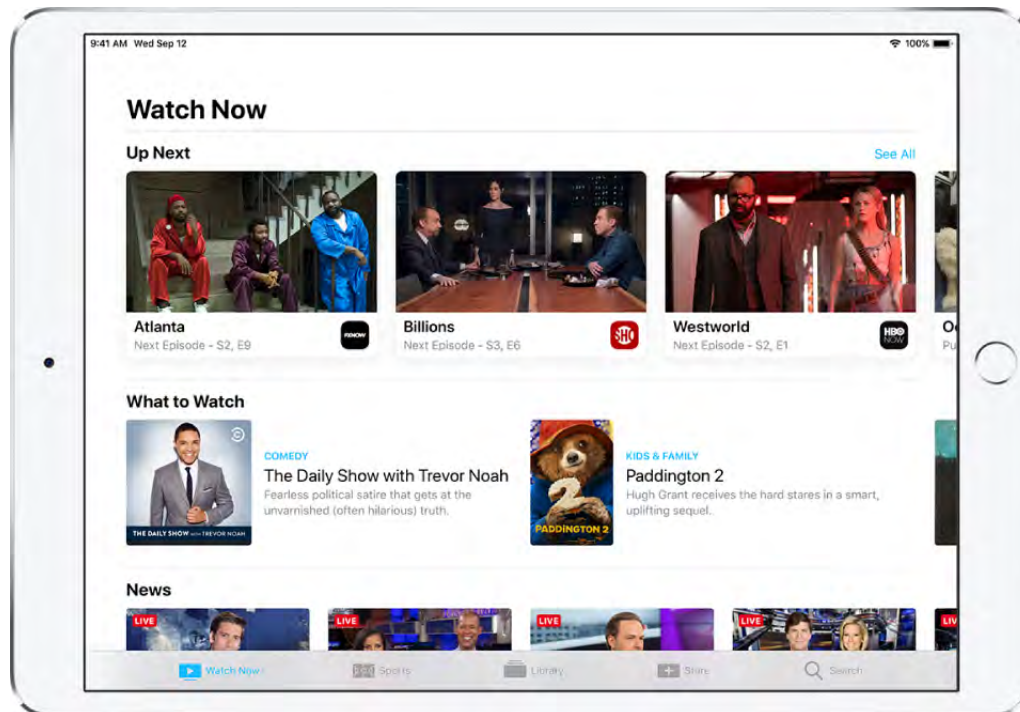 9:41 AM Wed Sep 12
100%
Watch Now
Up Next
See All
Atlanta
Next Episode - S2, E9
FXNOW
Billions
Next Episode - S3, E6
SHO
Westworld
Next Episode - S2, E1
HBO
NOW
What to Watch
THE DAILY SHOW WITH TREVOR NOAH
COMEDY
The Daily Show with Trevor Noah
Fearless political satire that gets at the
unvarnished (often hilarious) truth.
2
PADDINGTON 2
KIDS & FAMILY
Paddington 2
Hugh Grant receives the hard stares in a smart,
uplifting sequel.
News
LIVE
LIVE
LIVE
LIVE
Watch Now
Sports
Library
Store
Search